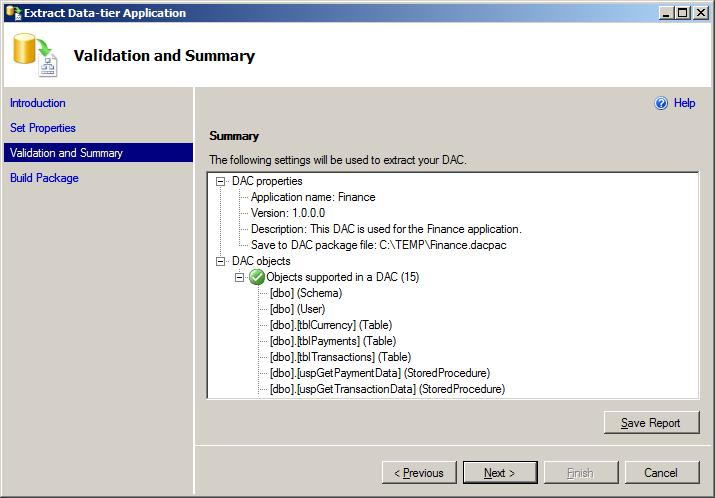 Extract Data-tier Application
Validation and Summary
Introduction
Set Properties
Validation and Summary
Build Package
Help
Summary
The following settings will be used to extract your DAC.
DAC properties
Application name: Finance
Version: 1.0.0.0
Description: This DAC is used for the Finance application.
Save to DAC package file: C:\TEMP\Finance.dacpac
DAC objects
Objects supported in a DAC (15)
[dbo] (Schema)
[dbo] (User)
[dbo].[tblCurrency] (Table)
[dbo].[tblPayments] (Table)
[dbo].[tblTransactions] (Table)
[dbo].[uspGetPaymentData] (StoredProcedure)
[dbo].[uspGetTransactionData] (StoredProcedure)
Save Report
< Previous
Next >
Finish
Cancel